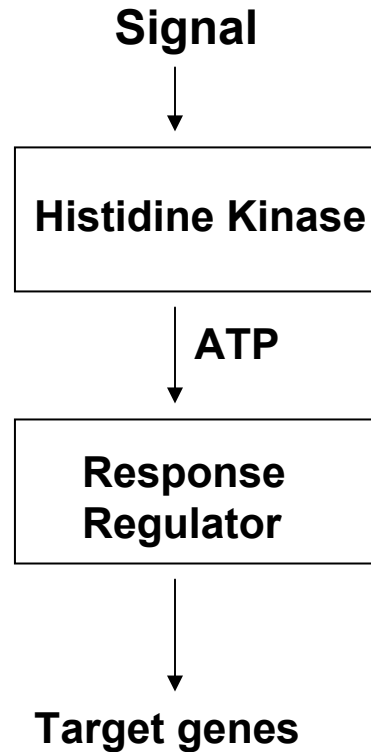 Signal
Histidine Kinase
ATP
Response
Regulator
Target genes